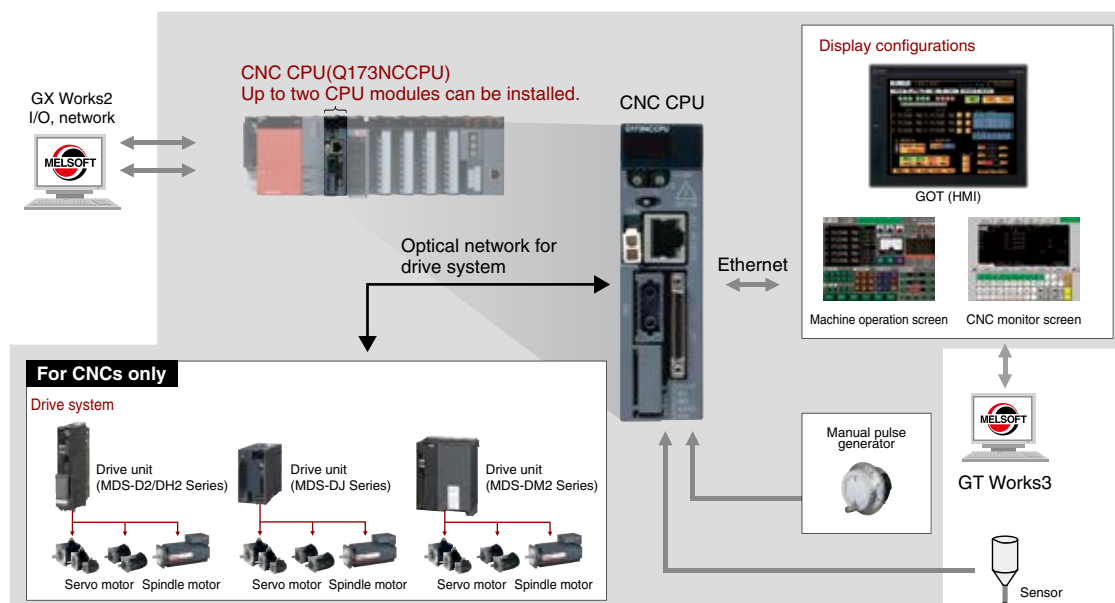 CNC CPU(Q173NCCPU)
Up to two CPU modules can be installed.
GX Works2
I/O, network
MELSOFT
CNC CPU
Q173NCCPU
Display configurations
GOT (HMI)
Machine operation screen
CNC monitor screen
Optical network for
drive system
Ethernet
For CNCs only
Drive system
Drive unit
(MDS-D2/DH2 Series)
Drive unit
(MDS-DJ Series)
Drive unit
(MDS-DM2 Series)
Servo motor
Spindle motor
Servo motor
Spindle motor
Servo motor
Spindle motor
Manual pulse
generator
MELSOFT
GT Works3
Sensor